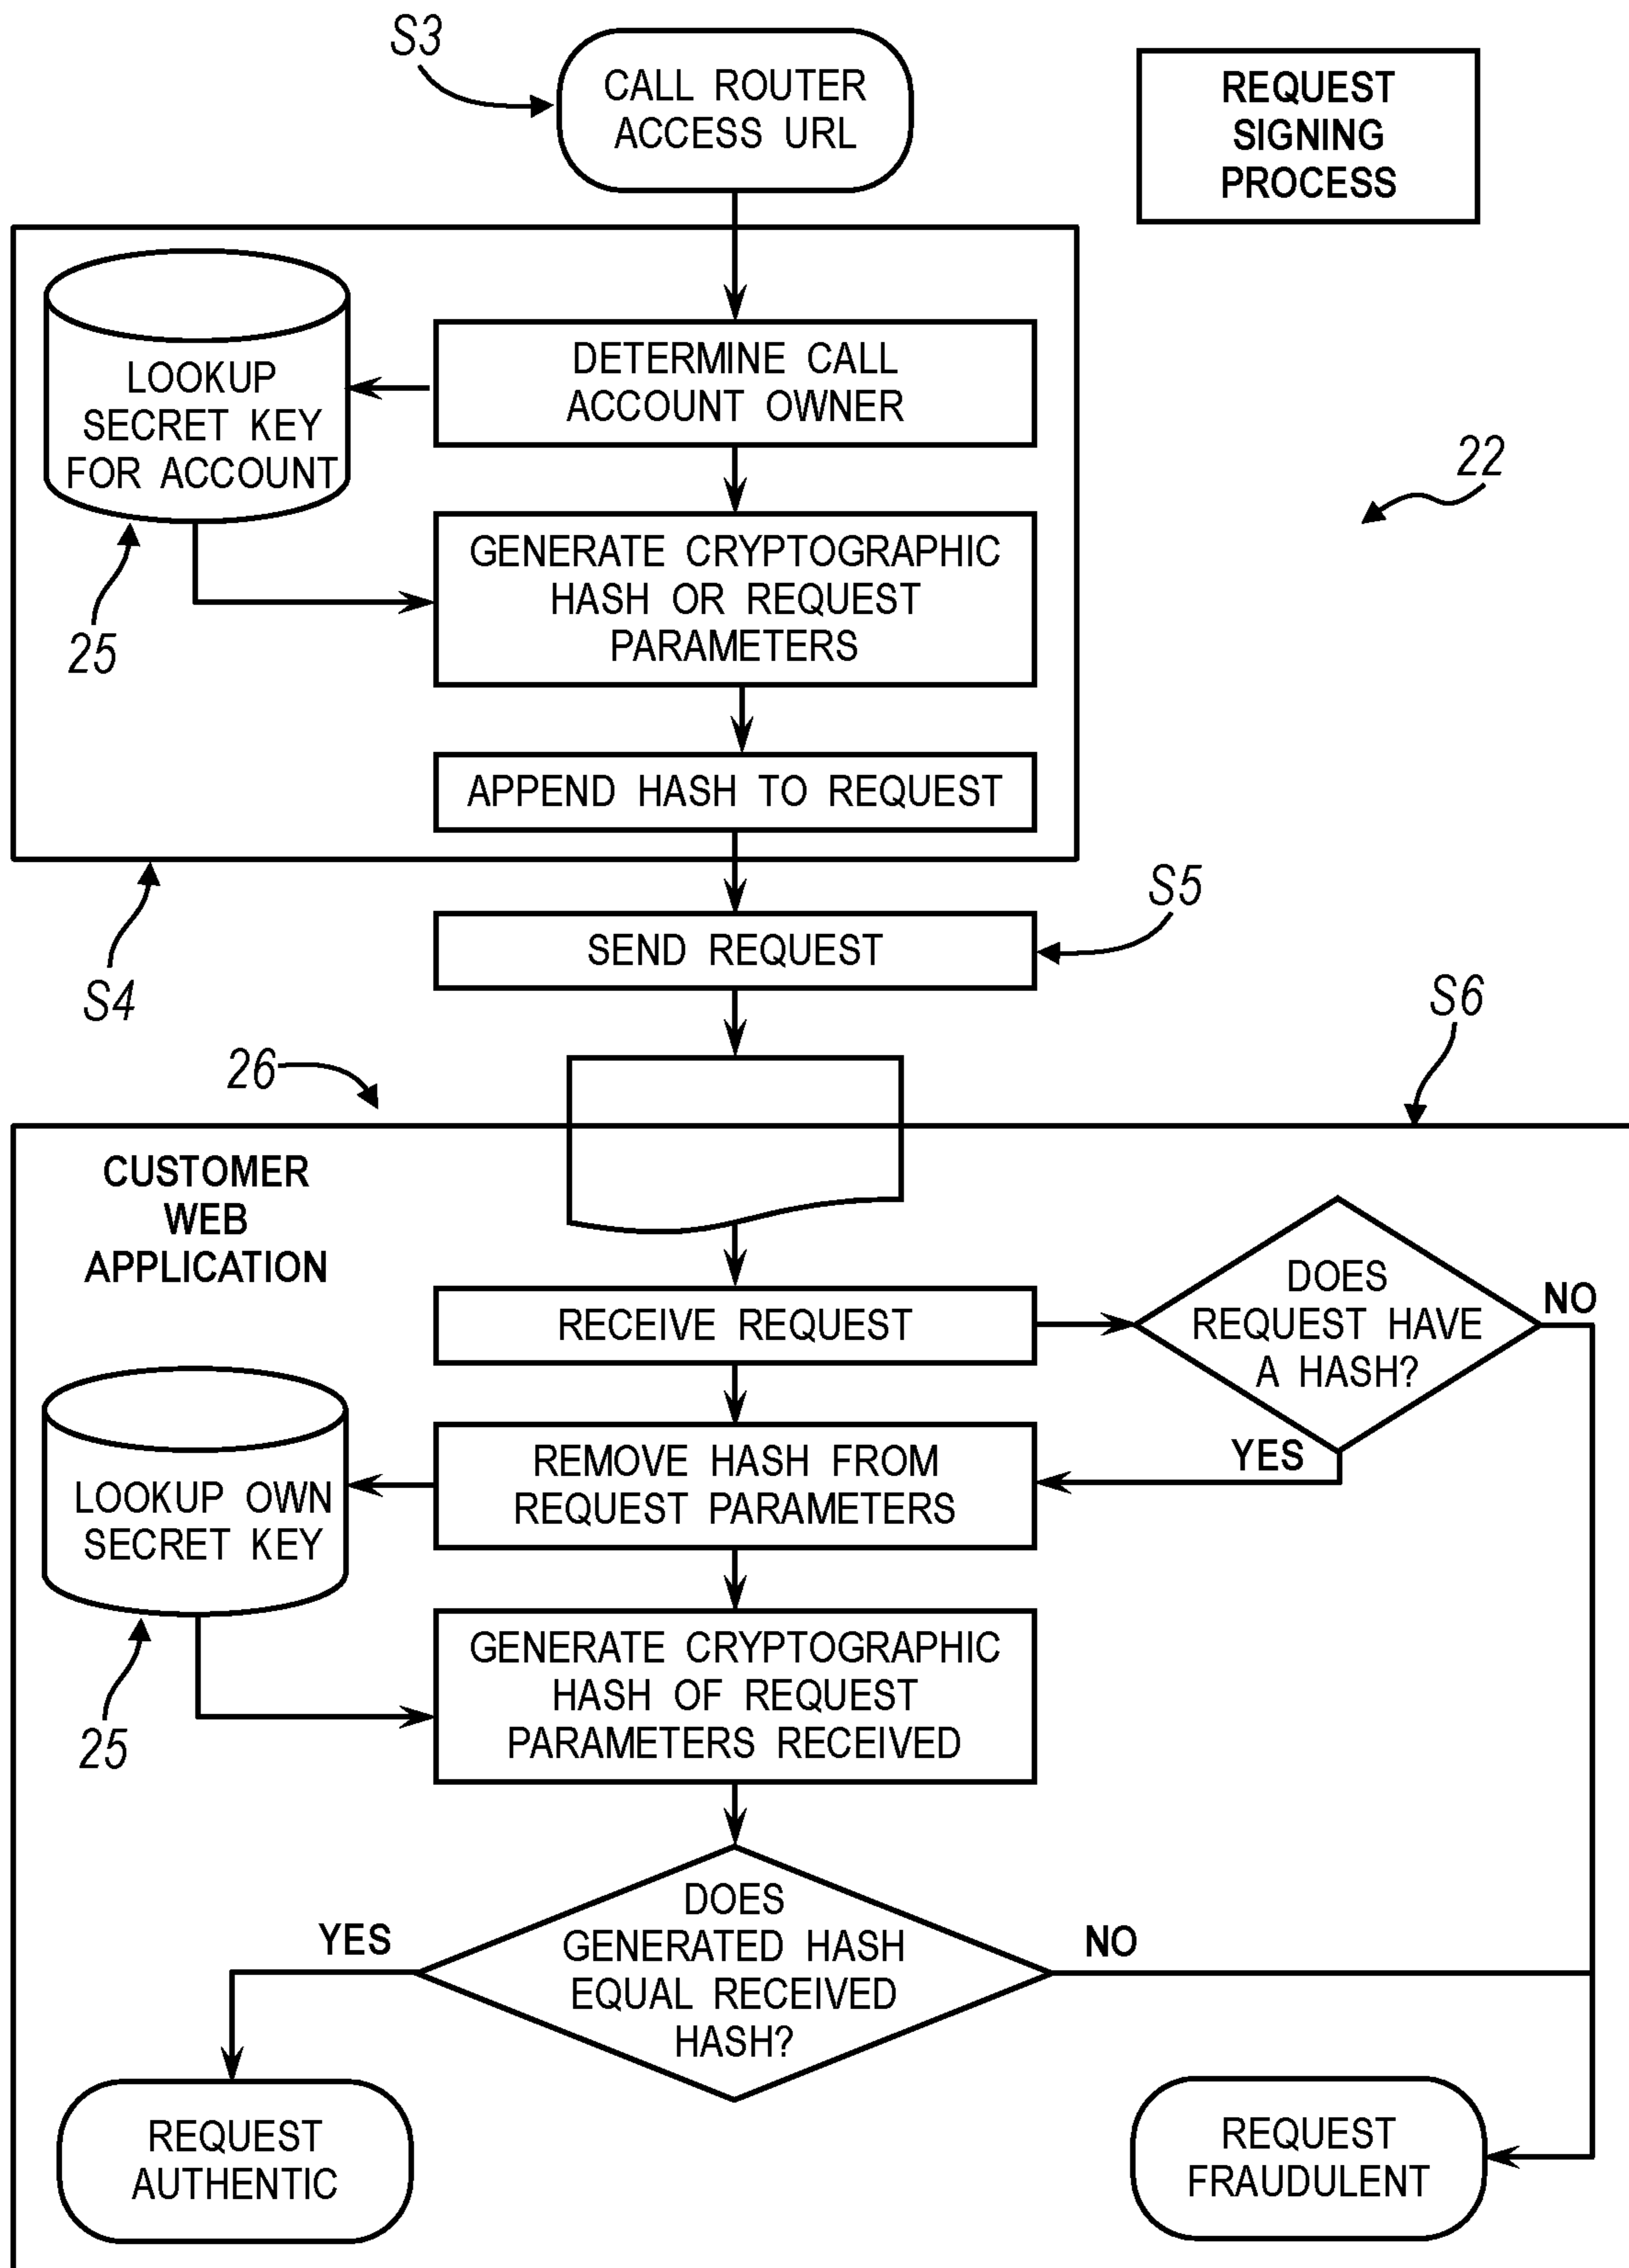 S3
CALL ROUTER
ACCESS URL
REQUEST
SIGNING
PROCESS
LOOKUP
SECRET KEY
FOR ACCOUNT
DETERMINE CALL
ACCOUNT OWNER
22
25
GENERATE CRYPTOGRAPHIC
HASH OR REQUEST
PARAMETERS
APPEND HASH TO REQUEST
S4
SEND REQUEST
S5
26
S6
CUSTOMER
WEB
APPLICATION
RECEIVE REQUEST
DOES
REQUEST HAVE
A HASH?
NO
YES
REMOVE HASH FROM
REQUEST PARAMETERS
LOOKUP OWN
SECRET KEY
25
GENERATE CRYPTOGRAPHIC
HASH OF REQUEST
PARAMETERS RECEIVED
DOES
GENERATED HASH
EQUAL RECEIVED
HASH?
YES
NO
REQUEST
AUTHENTIC
REQUEST
FRAUDULENT